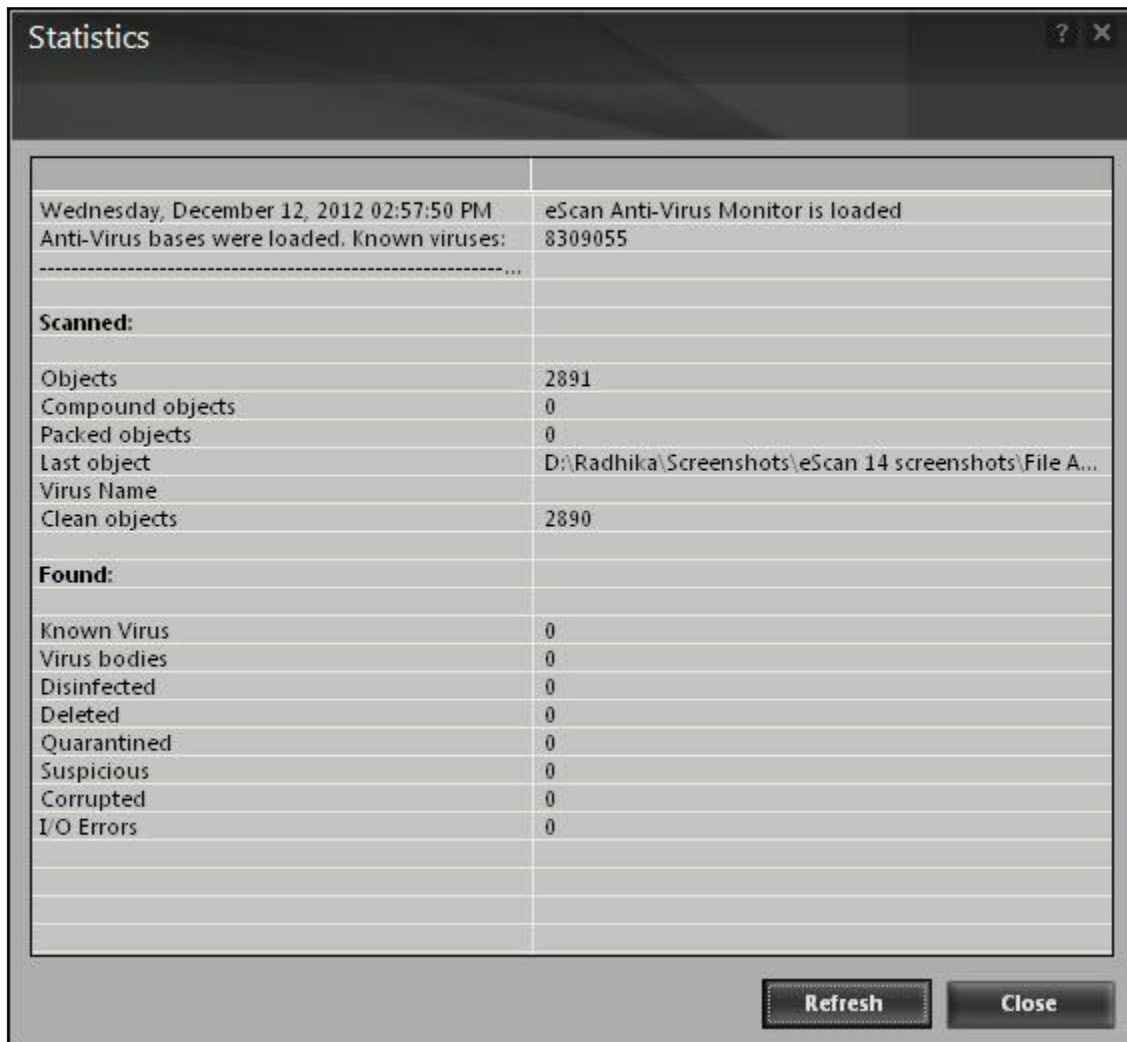 Statistics
? X
Wednesday, December 12, 2012 02:57:50 PM eScan Anti-Virus Monitor is loaded
Anti-Virus bases were loaded. Known viruses: 8309055
----------------------------------------------------------...
Scanned:
Objects 2891
Compound objects 0
Packed objects 0
Last object D:\Radhika\Screenshots\eScan 14 screenshots\File A...
Virus Name
Clean objects 2890
Found:
Known Virus 0
Virus bodies 0
Disinfected 0
Deleted 0
Quarantined 0
Suspicious 0
Corrupted 0
I/O Errors 0
Refresh Close